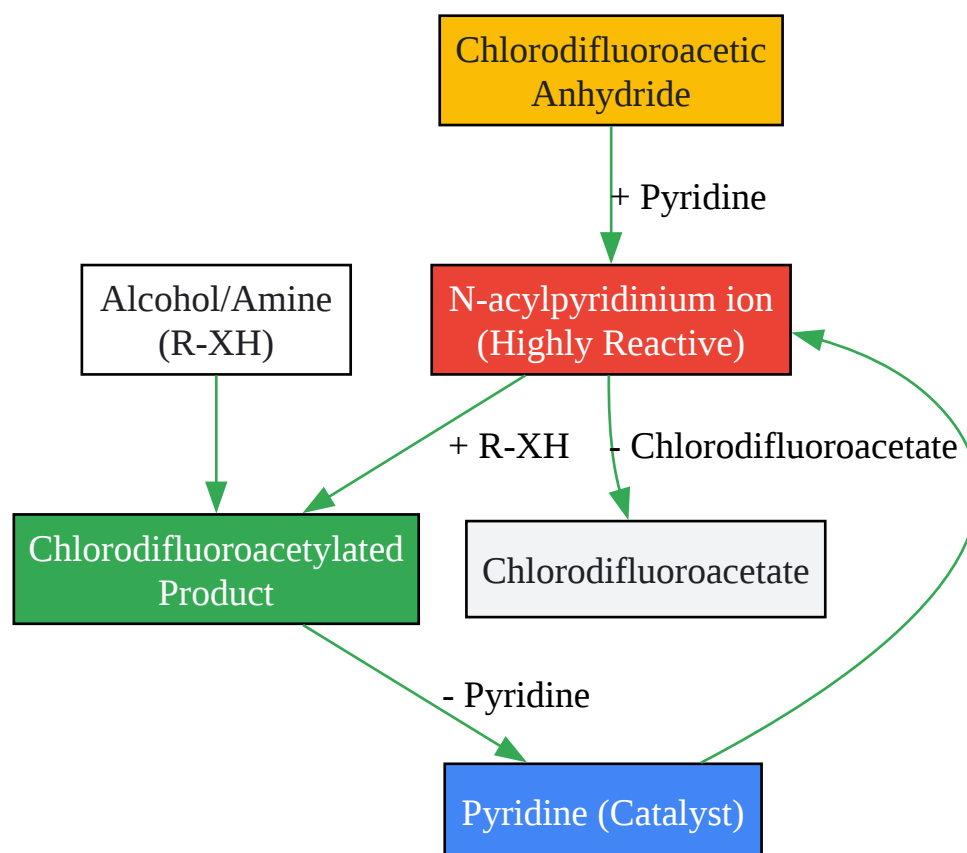 Chlorodifluoroacetic
Anhydride
+ Pyridine
Alcohol/Amine
(R-XH)
N-acylpyridinium ion
(Highly Reactive)
+ R-XH
- Chlorodifluoroacetate
Chlorodifluoroacetylated
Product
Chlorodifluoroacetate
- Pyridine
Pyridine (Catalyst)